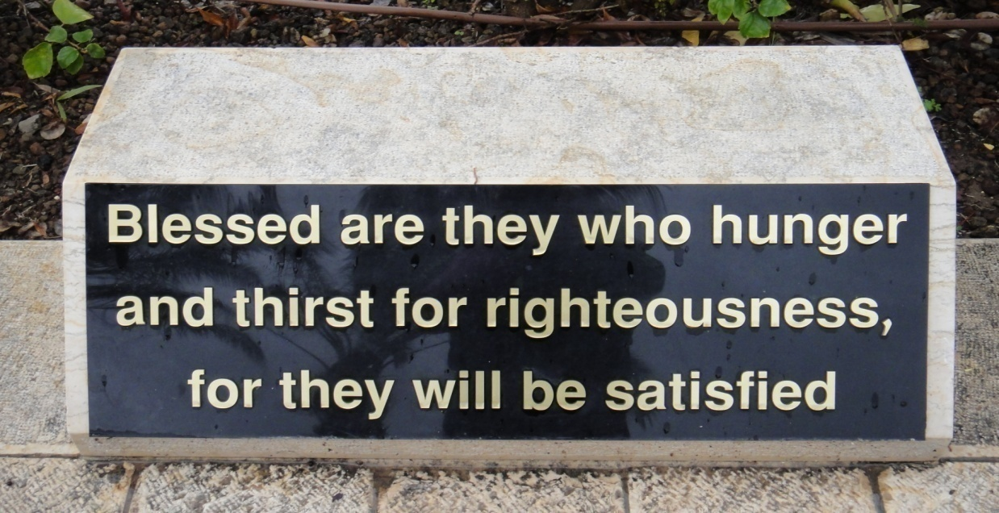 Blessed are they who hunger
and thirst for righteousness,
for they will be satisfied